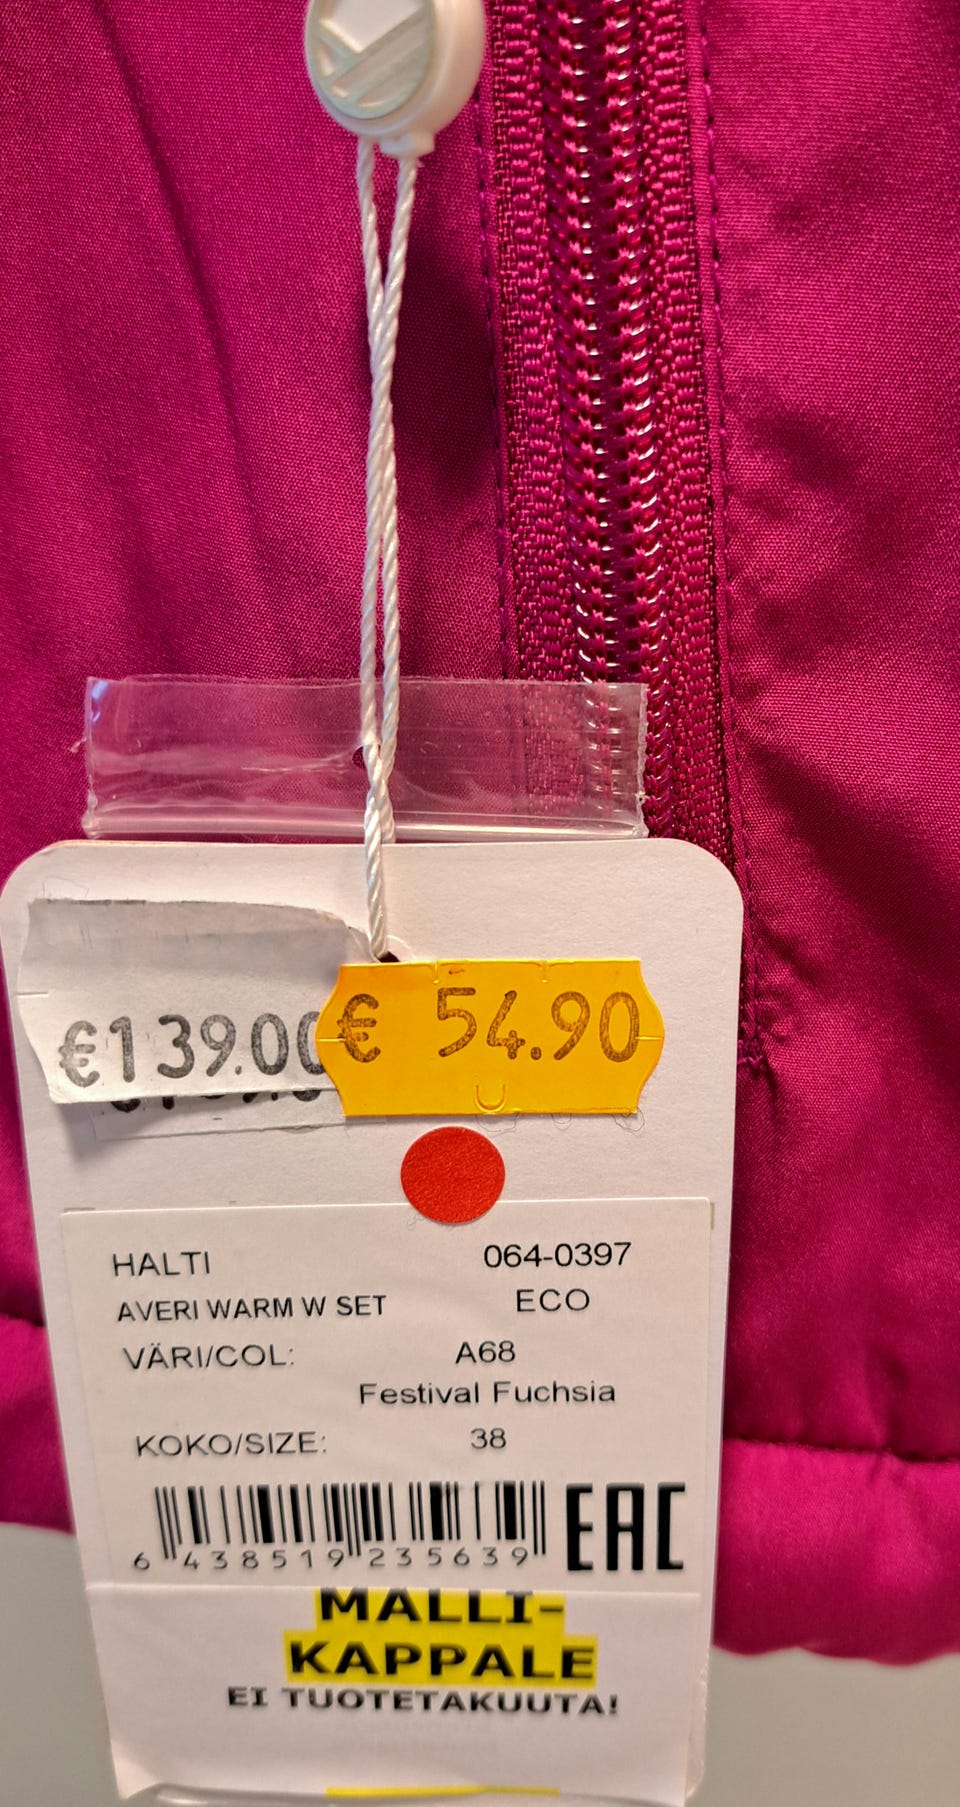 €139.00
€ 54.90
HALTI 064-0397
AVERI WARM W SET ECO
VÄRI/COL: A68
Festival Fuchsia
KOKO/SIZE: 38
6 438519 235639 EAC
MALLI-
KAPPALE
EI TUOTETAKUUTA!